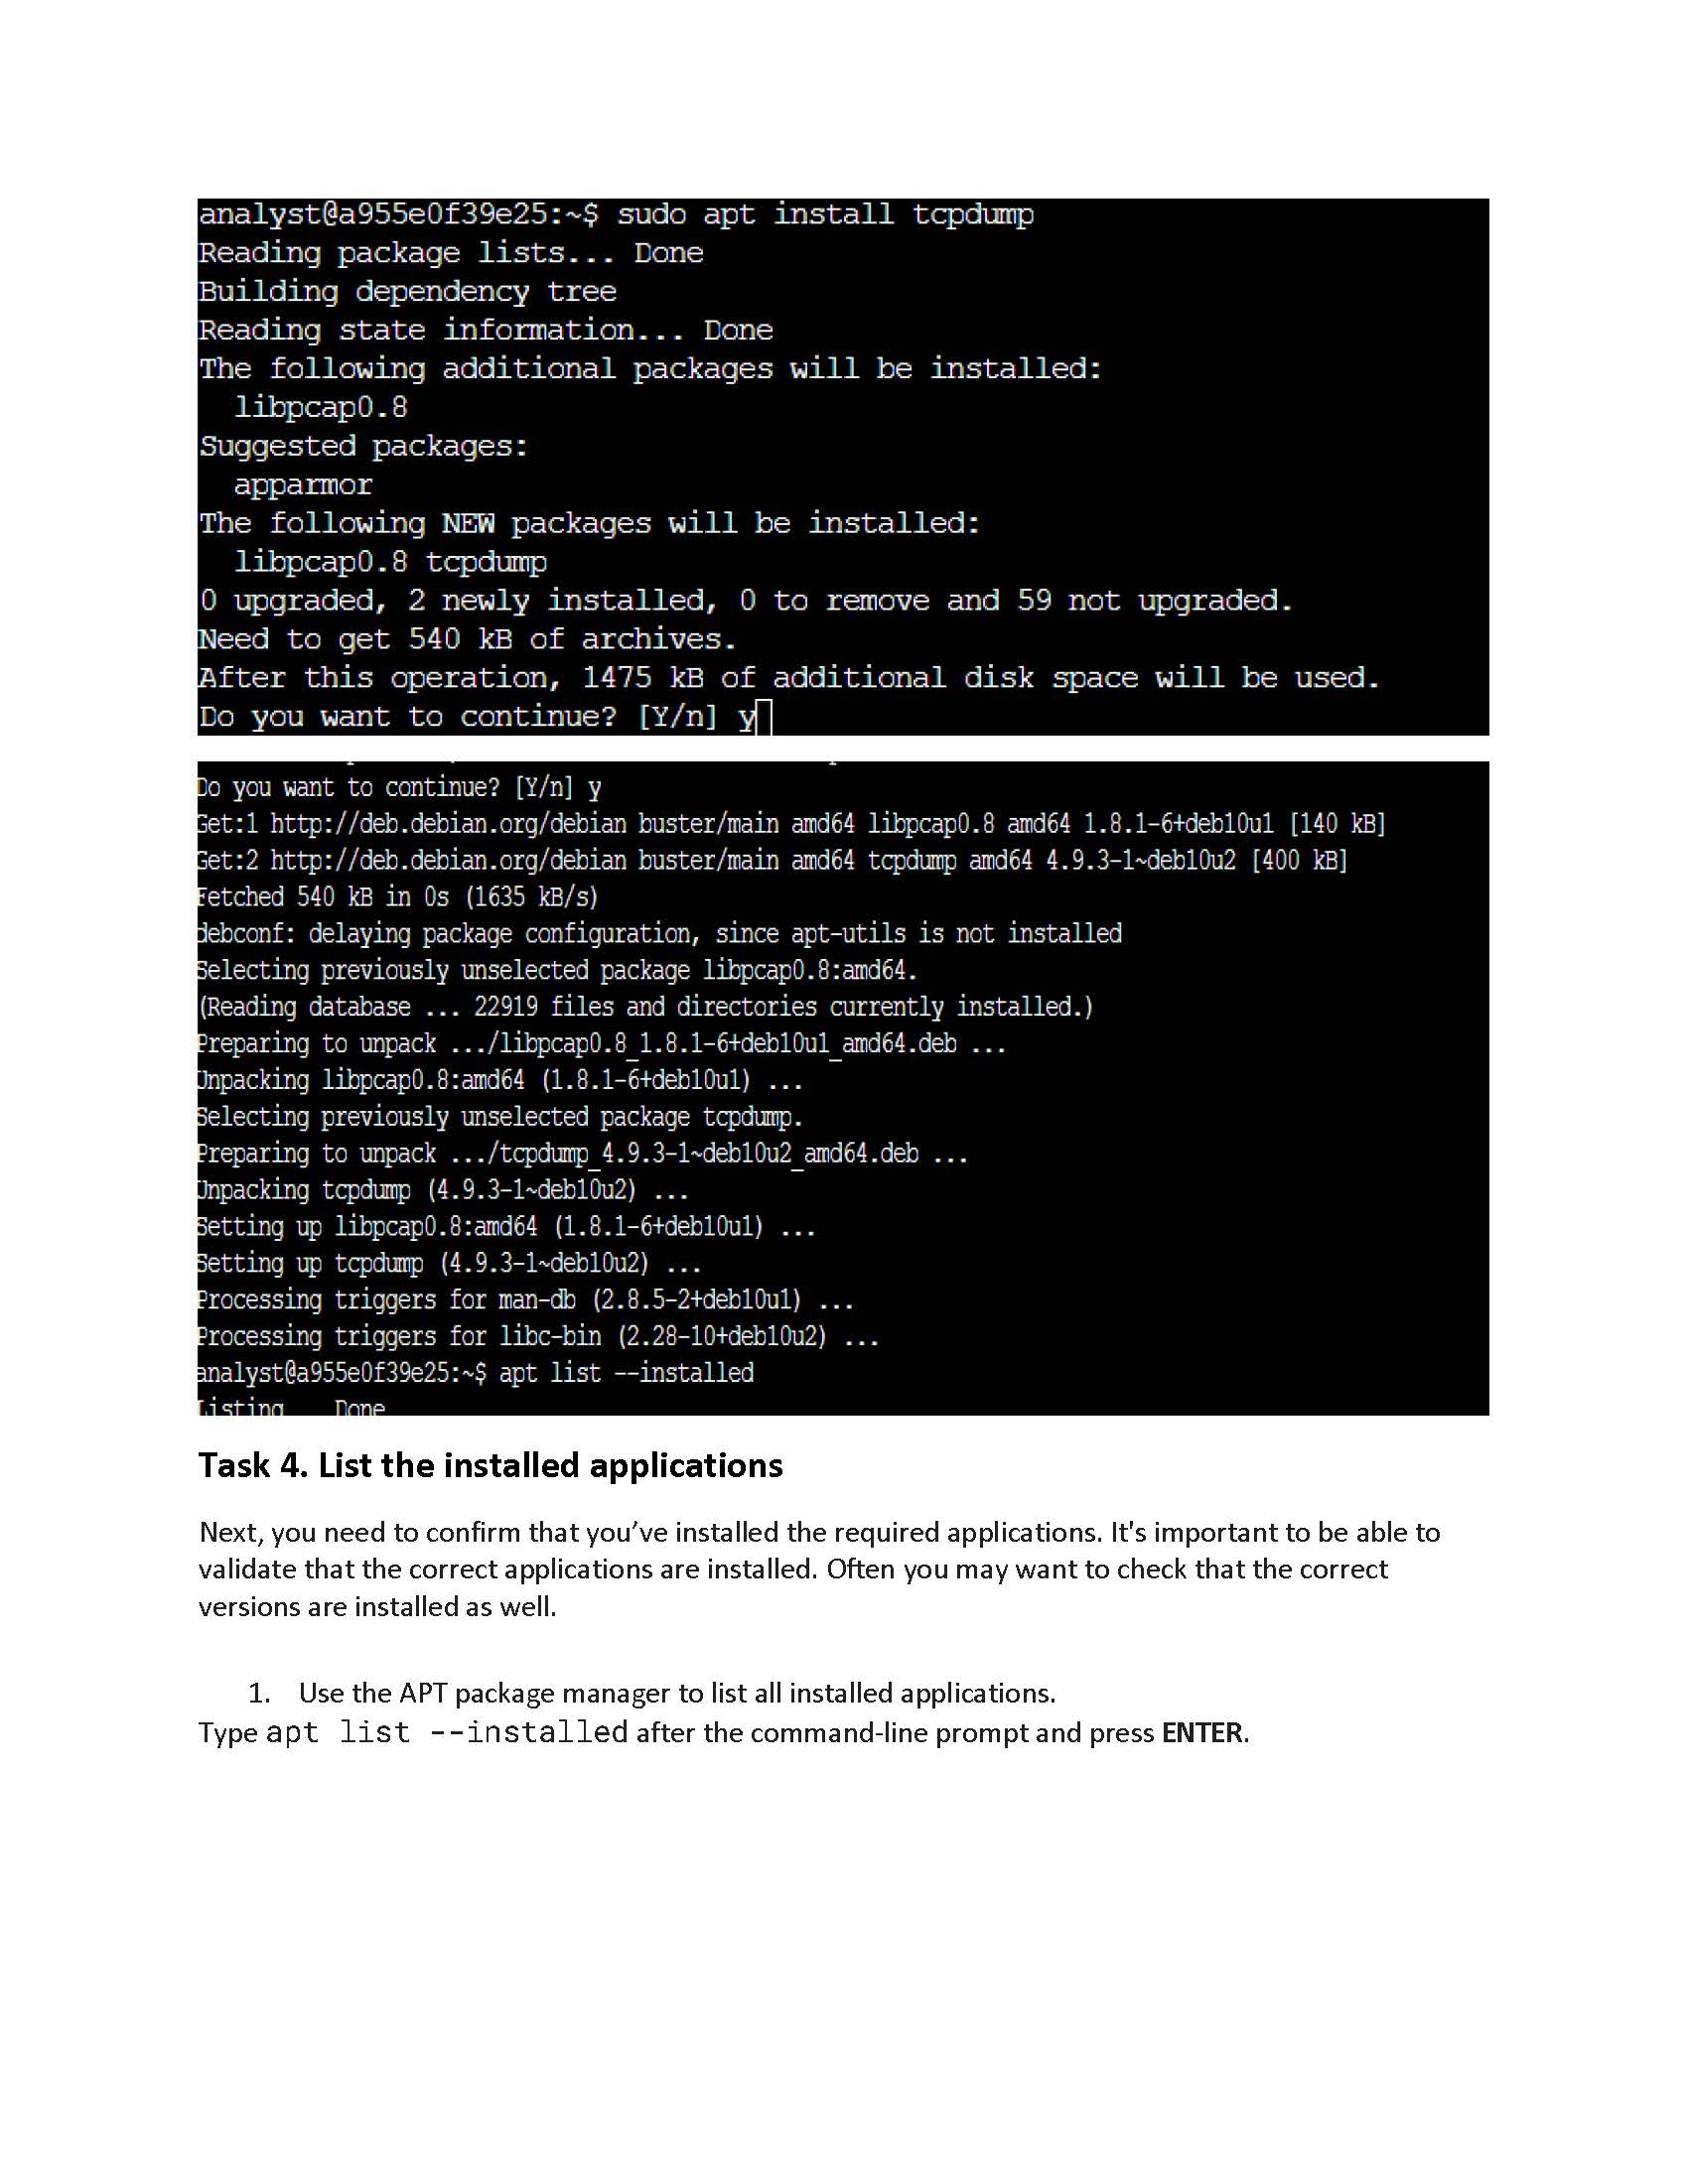 analyst@a955e0f39e25:~$ sudo apt install tcpdump
Reading package lists... Done
Building dependency tree
Reading state information... Done
The following additional packages will be installed:
  libpcap0.8
Suggested packages:
  apparmor
The following NEW packages will be installed:
  libpcap0.8 tcpdump
0 upgraded, 2 newly installed, 0 to remove and 59 not upgraded.
Need to get 540 kB of archives.
After this operation, 1475 kB of additional disk space will be used.
Do you want to continue? [Y/n] y
Do you want to continue? [Y/n] y
Get:1 http://deb.debian.org/debian buster/main amd64 libpcap0.8 amd64 1.8.1-6+deb10u1 [140 kB]
Get:2 http://deb.debian.org/debian buster/main amd64 tcpdump amd64 4.9.3-1~deb10u2 [400 kB]
Fetched 540 kB in 0s (1635 kB/s)
debconf: delaying package configuration, since apt-utils is not installed
Selecting previously unselected package libpcap0.8:amd64.
(Reading database ... 22919 files and directories currently installed.)
Preparing to unpack .../libpcap0.8_1.8.1-6+deb10u1_amd64.deb ...
Unpacking libpcap0.8:amd64 (1.8.1-6+deb10u1) ...
Selecting previously unselected package tcpdump.
Preparing to unpack .../tcpdump_4.9.3-1~deb10u2_amd64.deb ...
Unpacking tcpdump (4.9.3-1~deb10u2) ...
Setting up libpcap0.8:amd64 (1.8.1-6+deb10u1) ...
Setting up tcpdump (4.9.3-1~deb10u2) ...
Processing triggers for man-db (2.8.5-2+deb10u1) ...
Processing triggers for libc-bin (2.28-10+deb10u2) ...
analyst@a955e0f39e25:~$ apt list --installed
Listing... Done
Task 4. List the installed applications
Next, you need to confirm that you’ve installed the required applications. It's important to be able to
validate that the correct applications are installed. Often you may want to check that the correct
versions are installed as well.
1. Use the APT package manager to list all installed applications.
Type apt list --installed after the command-line prompt and press ENTER.